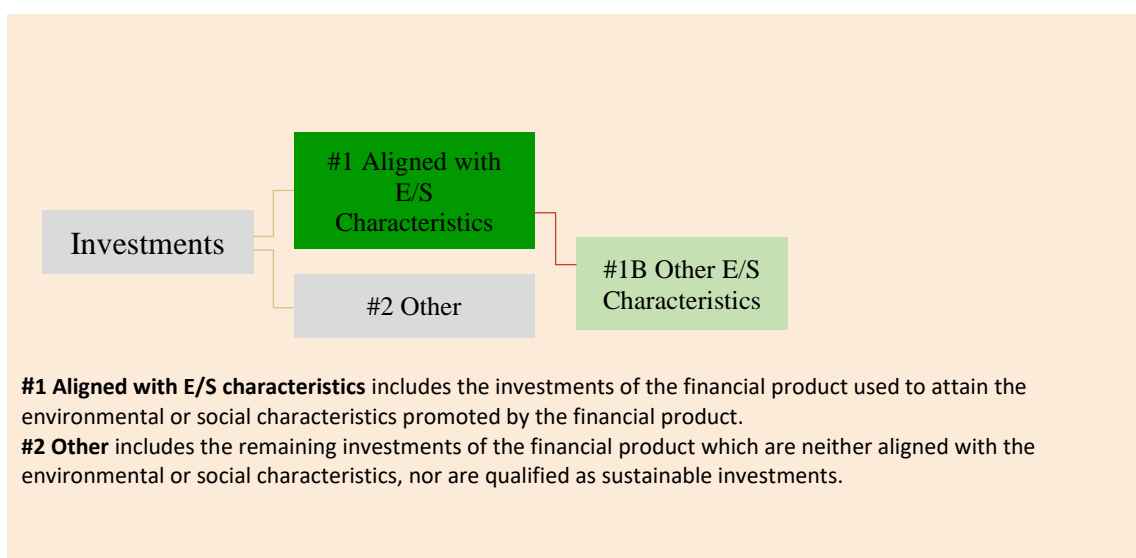 #1 Aligned with
E/S
Characteristics
Investments
#1B Other E/S
Characteristics
#2 Other
#1 Aligned with E/S characteristics includes the investments of the financial product used to attain the
environmental or social characteristics promoted by the financial product.
#2 Other includes the remaining investments of the financial product which are neither aligned with the
environmental or social characteristics, nor are qualified as sustainable investments.